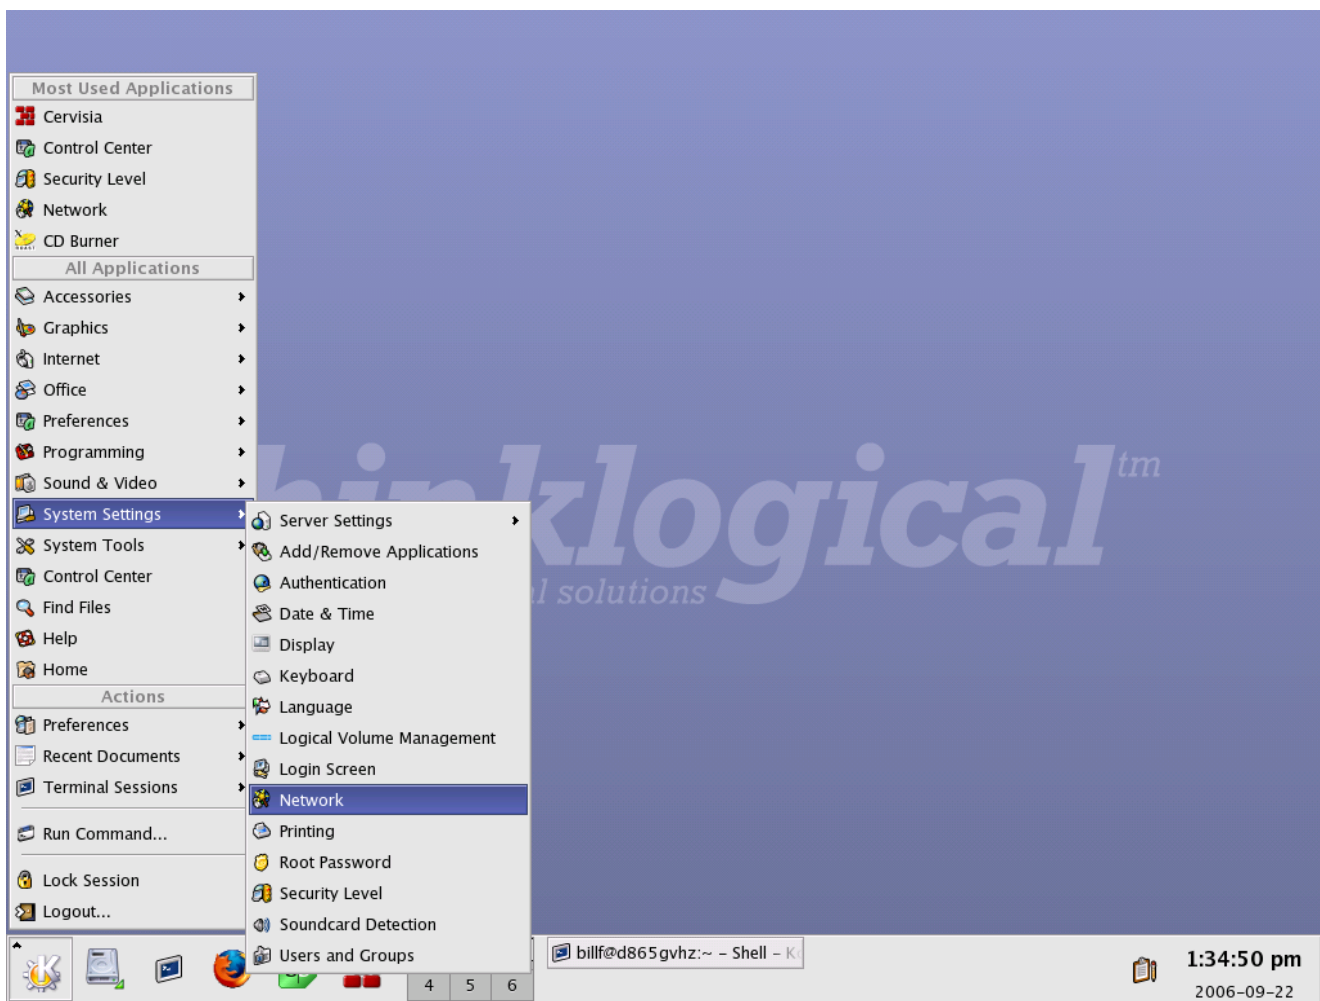 Most Used Applications
Cervisia
Control Center
Security Level
Network
CD Burner
All Applications
Accessories
Graphics
Internet
Office
Preferences
Programming
Sound & Video
System Settings
System Tools
Control Center
Find Files
Help
Home
Actions
Preferences
Recent Documents
Terminal Sessions
Run Command...
Lock Session
Logout...
Server Settings
Add/Remove Applications
Authentication
Date & Time
Display
Keyboard
Language
Logical Volume Management
Login Screen
Network
Printing
Root Password
Security Level
Soundcard Detection
Users and Groups
hinklogical tm
solutions
4 5 6
billf@d865gvhz:~ – Shell – K
1:34:50 pm
2006-09-22